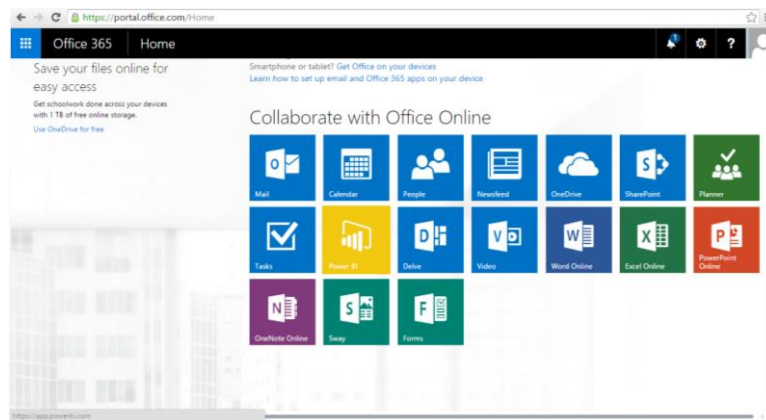 https://portal.office.com/Home
Office 365 Home
1
?
Save your files online for
easy access
Get schoolwork done across your devices
with 1 TB of free online storage.
Use OneDrive for free
Smartphone or tablet? Get Office on your devices
Learn how to set up email and Office 365 apps on your device
Collaborate with Office Online
Mail
Calendar
People
Newsfeed
OneDrive
SharePoint
Planner
Tasks
Power BI
Delve
Video
Word Online
Excel Online
PowerPoint
Online
OneNote Online
Sway
Forms
https://app.powerbi.com